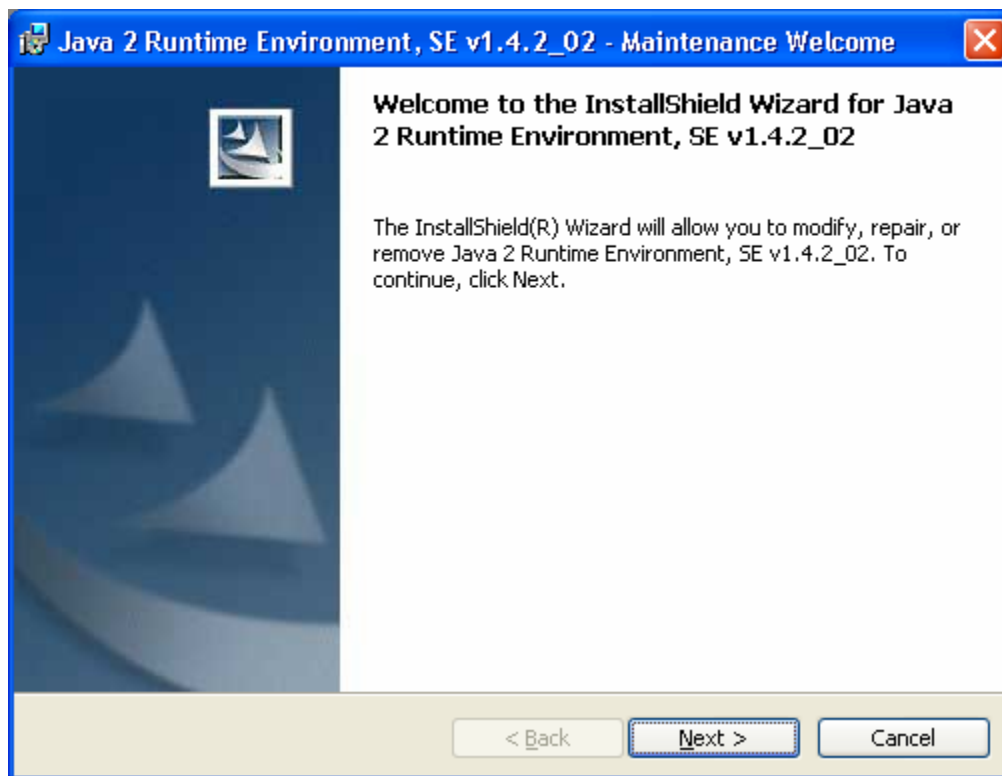 Java 2 Runtime Environment, SE v1.4.2_02 - Maintenance Welcome
Welcome to the InstallShield Wizard for Java
2 Runtime Environment, SE v1.4.2_02
The InstallShield(R) Wizard will allow you to modify, repair, or
remove Java 2 Runtime Environment, SE v1.4.2_02. To
continue, click Next.
< Back Next > Cancel